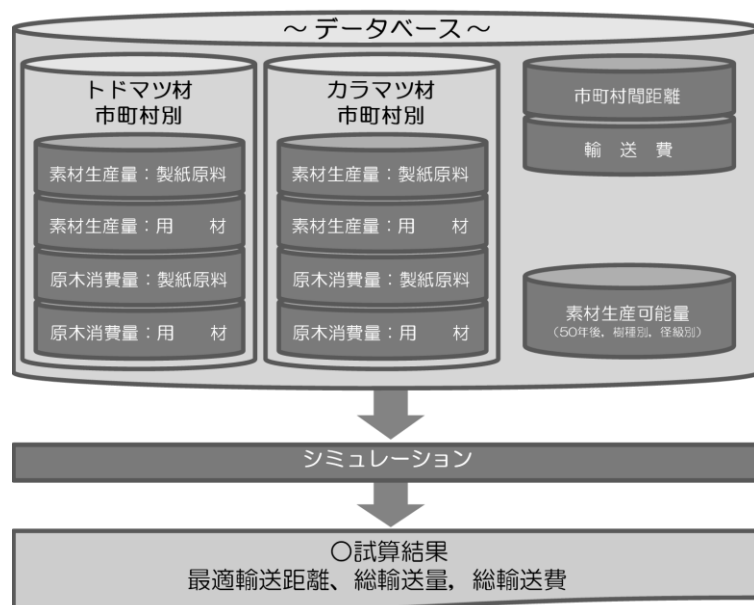 ～データベース～
トドマツ材
市町村別
素材生産量：製紙原料
素材生産量：用　　材
原木消費量：製紙原料
原木消費量：用　　材
カラマツ材
市町村別
素材生産量：製紙原料
素材生産量：用　　材
原木消費量：製紙原料
原木消費量：用　　材
市町村間距離
輸　送　費
素材生産可能量
（50年後，樹種別，径級別）
シミュレーション
○試算結果
最適輸送距離、総輸送量，総輸送費